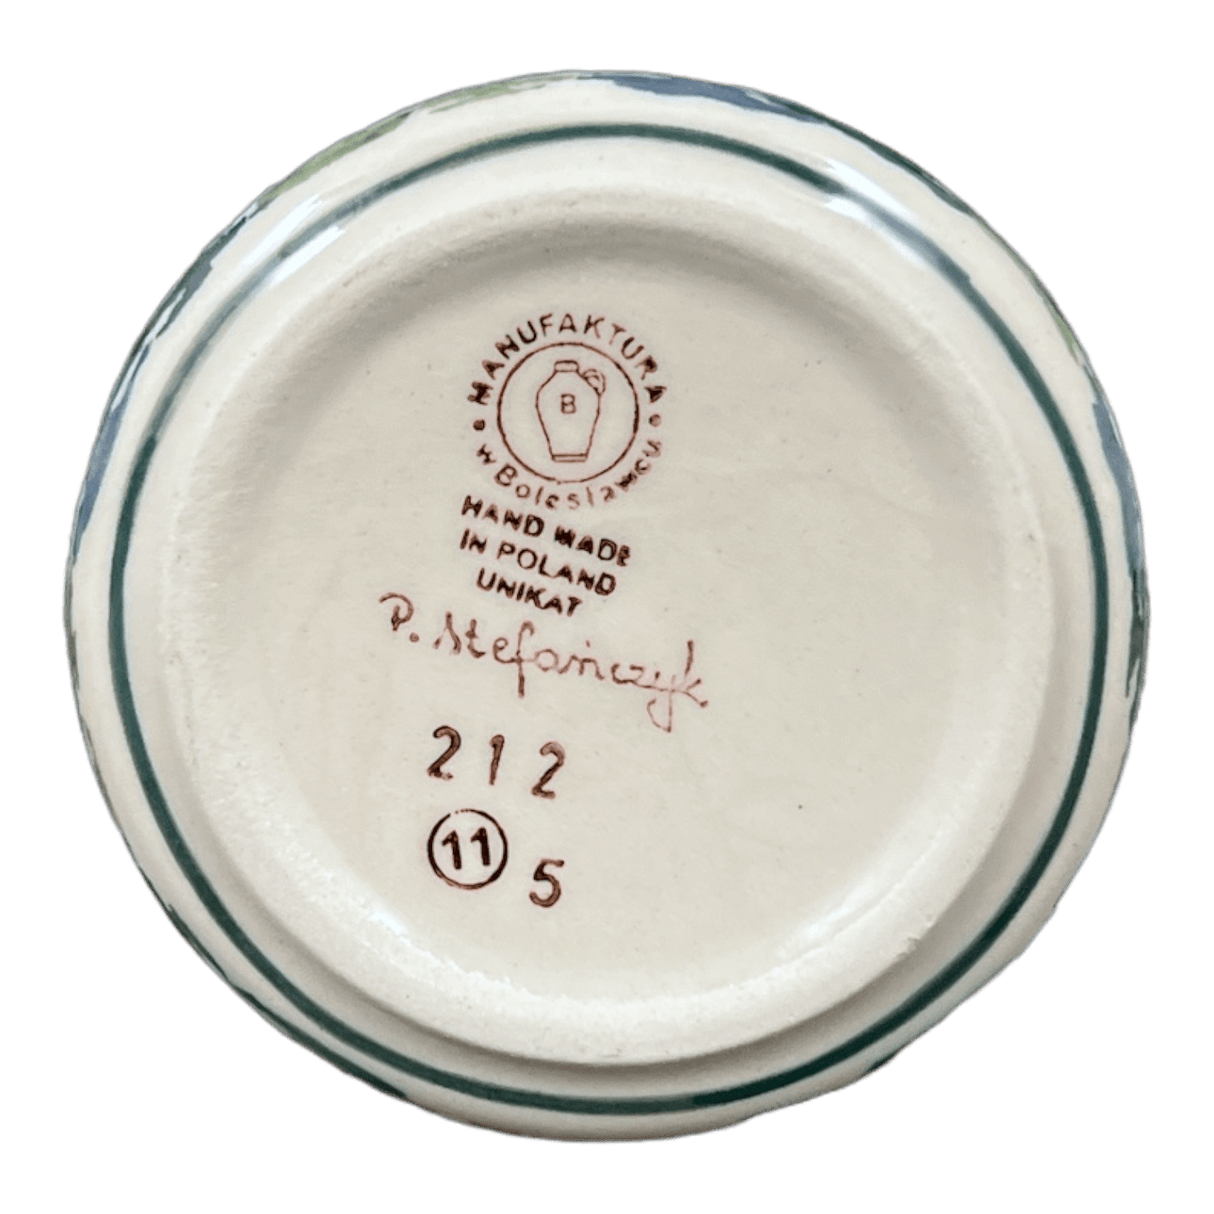 MANUFAKTURA
w Bolesławcu
B
HAND MADE
IN POLAND
UNIKAT
P. Stefańczyk
212
11 5